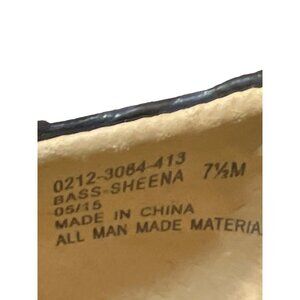 0212-3084-413
BASS-SHEENA 7½M
05/15
MADE IN CHINA
ALL MAN MADE MATERIA